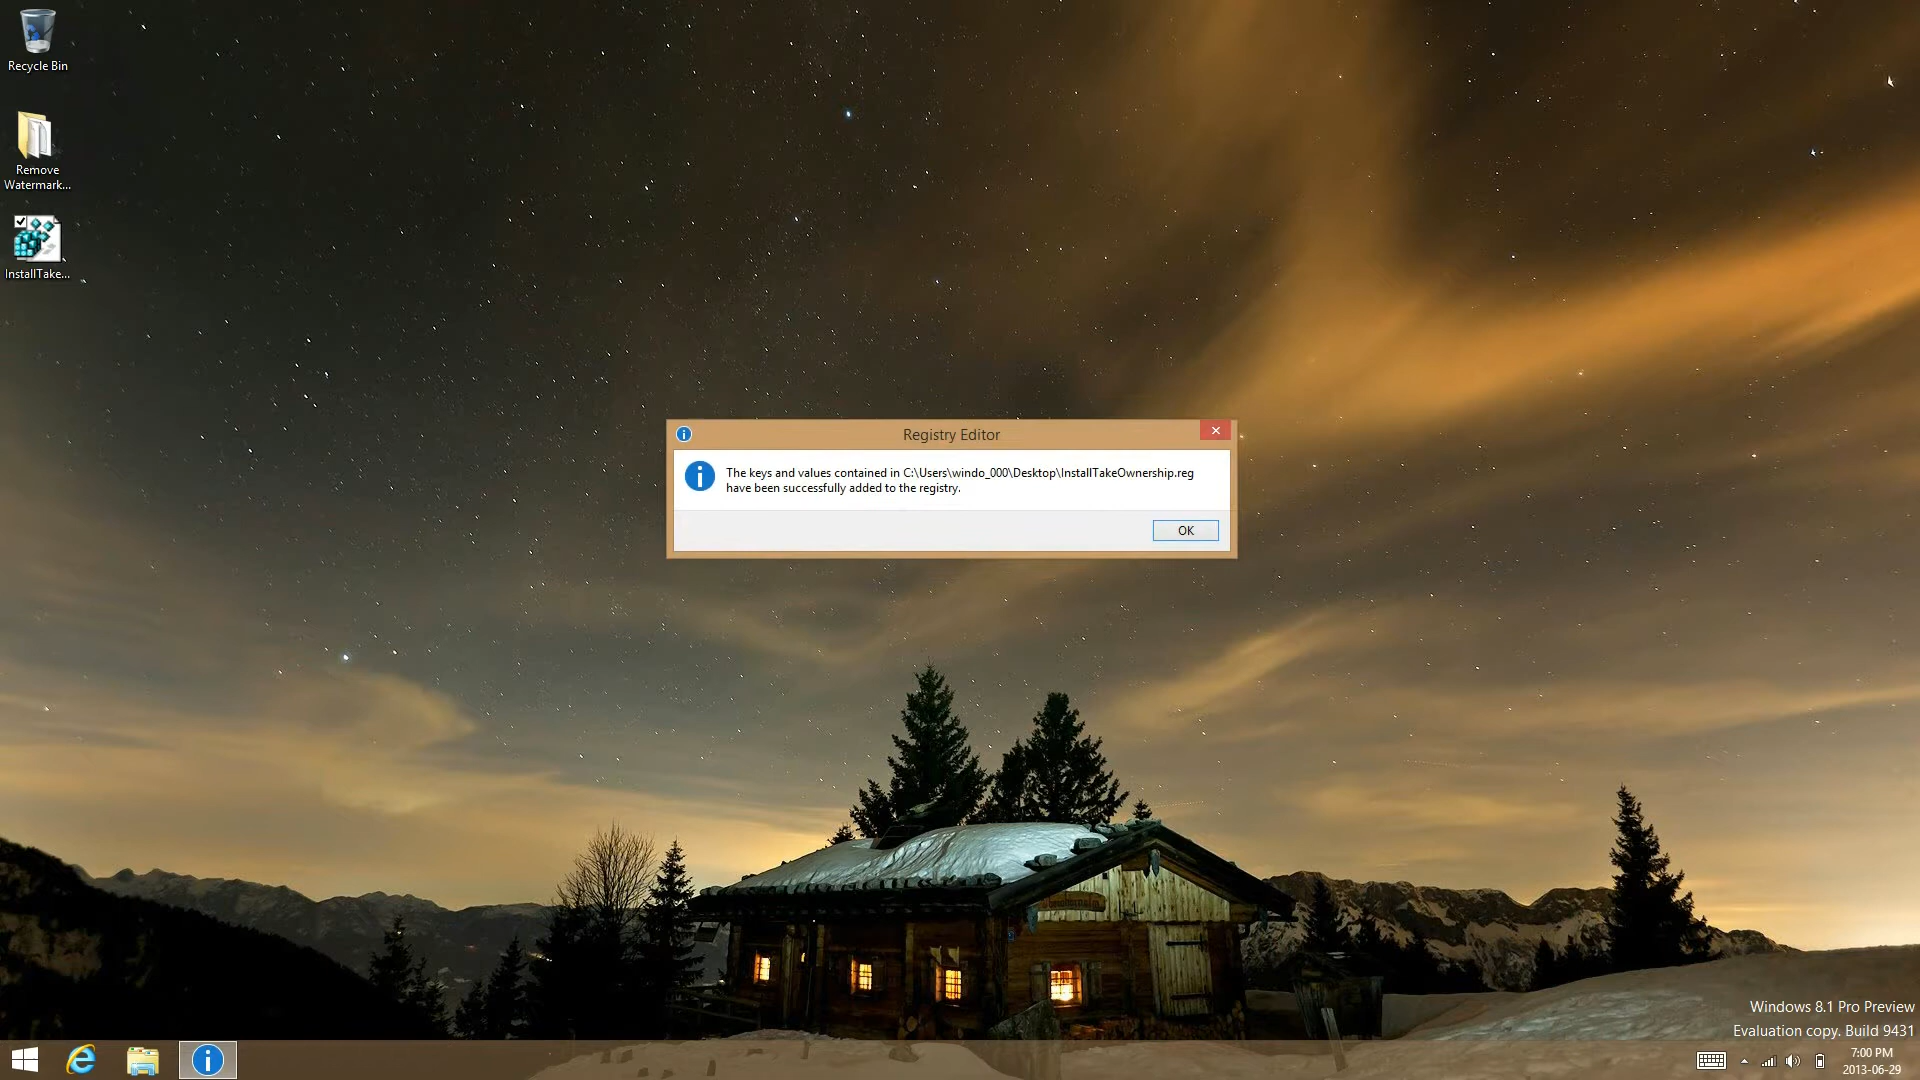 Recycle Bin
Remove
Watermark...
InstallTake...
Registry Editor
The keys and values contained in C:\Users\windo_000\Desktop\InstallTakeOwnership.reg
have been successfully added to the registry.
OK
Windows 8.1 Pro Preview
Evaluation copy. Build 9431
7:00 PM
2013-06-29